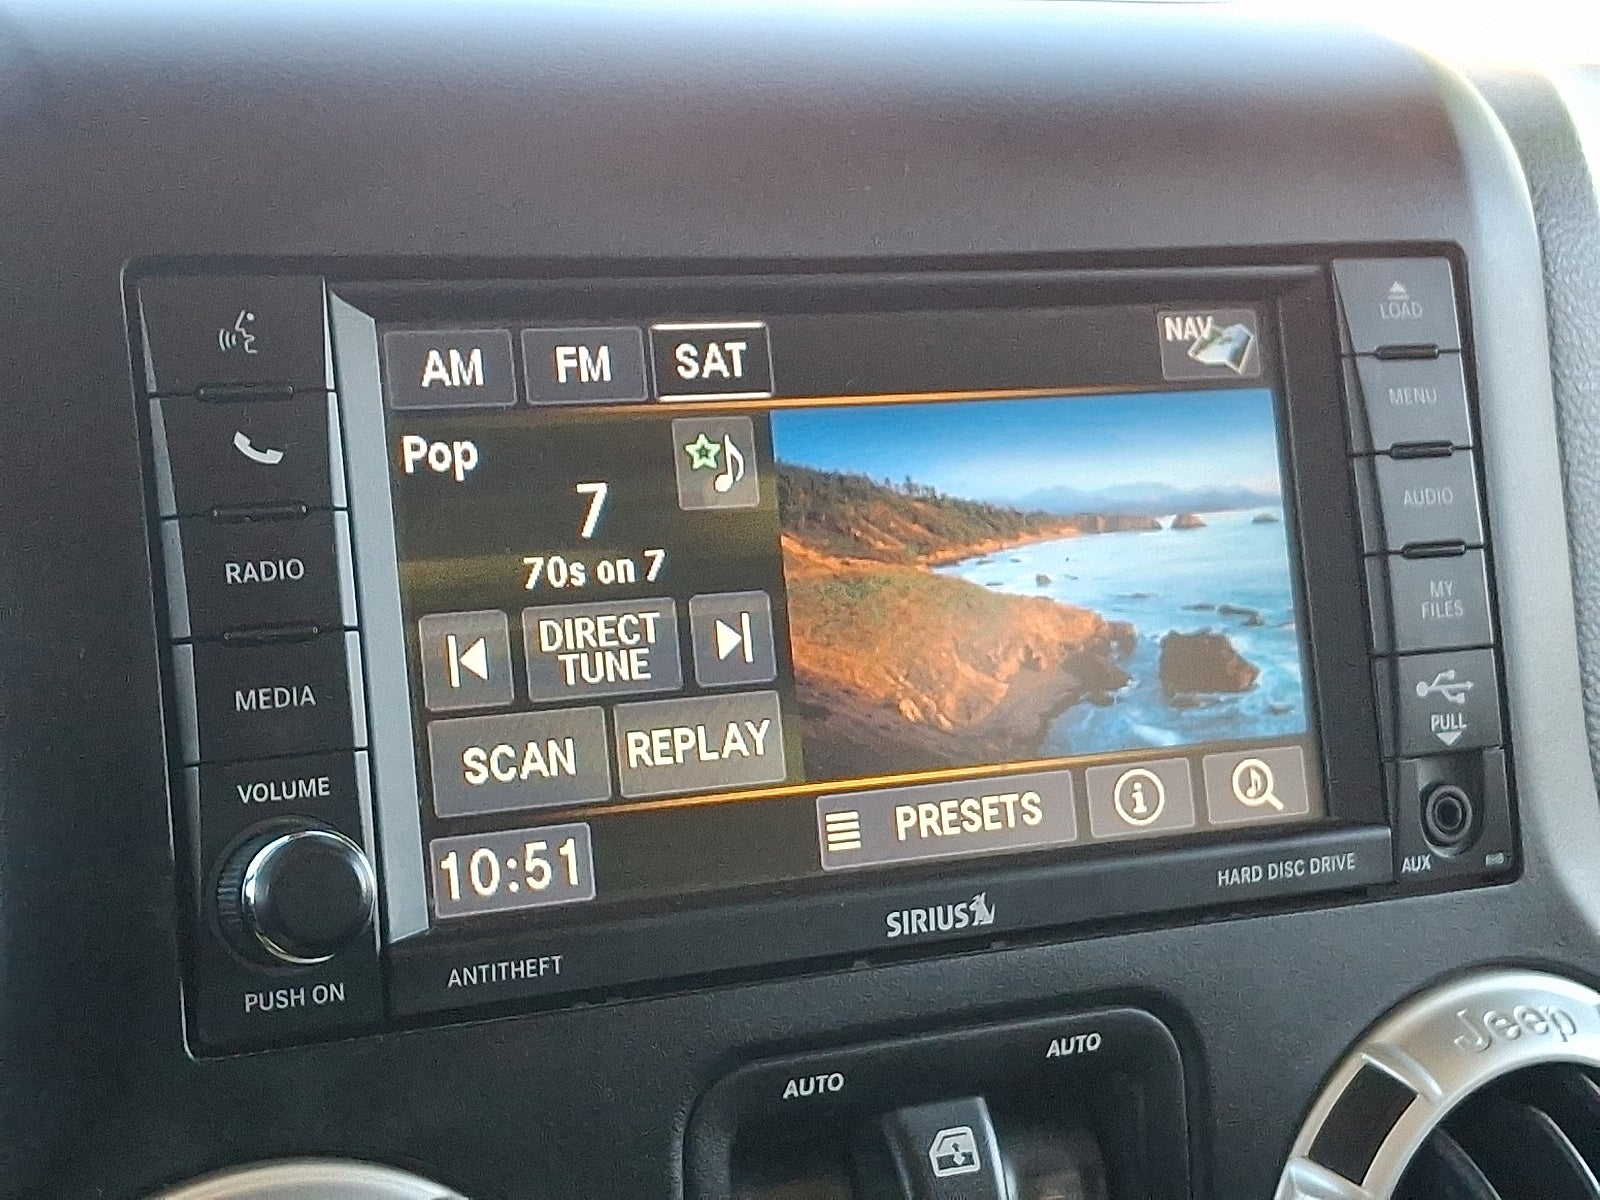 LOAD
AM FM SAT
NAV
MENU
Pop
7
70s on 7
AUDIO
RADIO
DIRECT
TUNE
MY
FILES
MEDIA
SCAN
REPLAY
PULL
VOLUME
PRESETS
i
10:51
AUX
HARD DISC DRIVE
SIRIUS
ANTITHEFT
PUSH ON
AUTO
AUTO
Jeep